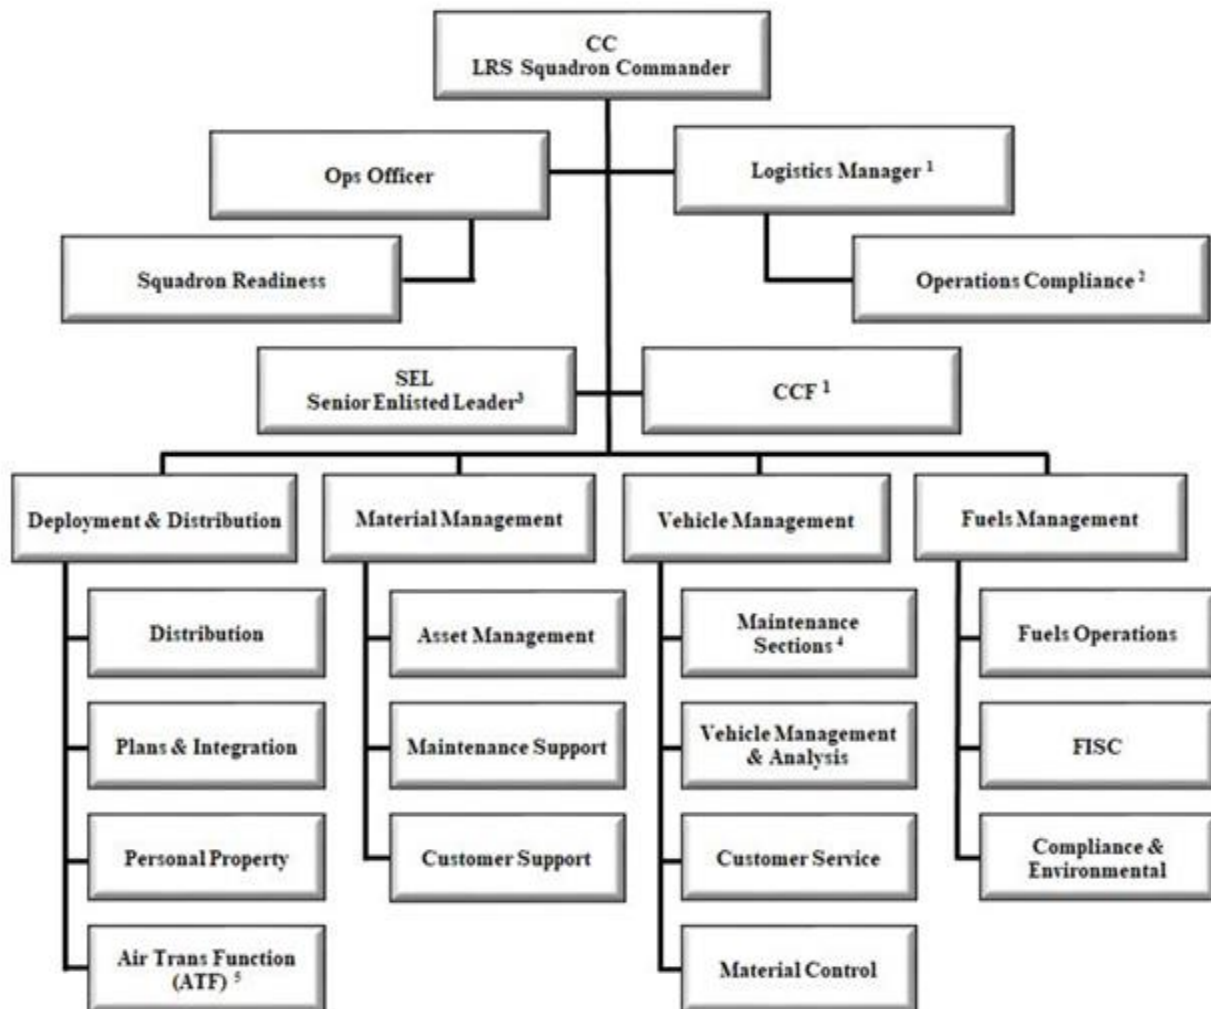 CC
LRS Squadron Commander
Ops Officer
Logistics Manager ¹
Squadron Readiness
Operations Compliance ²
SEL
Senior Enlisted Leader³
CCF ¹
Deployment & Distribution
Material Management
Vehicle Management
Fuels Management
Distribution
Plans & Integration
Personal Property
Air Trans Function
(ATF) ⁵
Asset Management
Maintenance Support
Customer Support
Maintenance
Sections ⁴
Vehicle Management
& Analysis
Customer Service
Material Control
Fuels Operations
FISC
Compliance &
Environmental